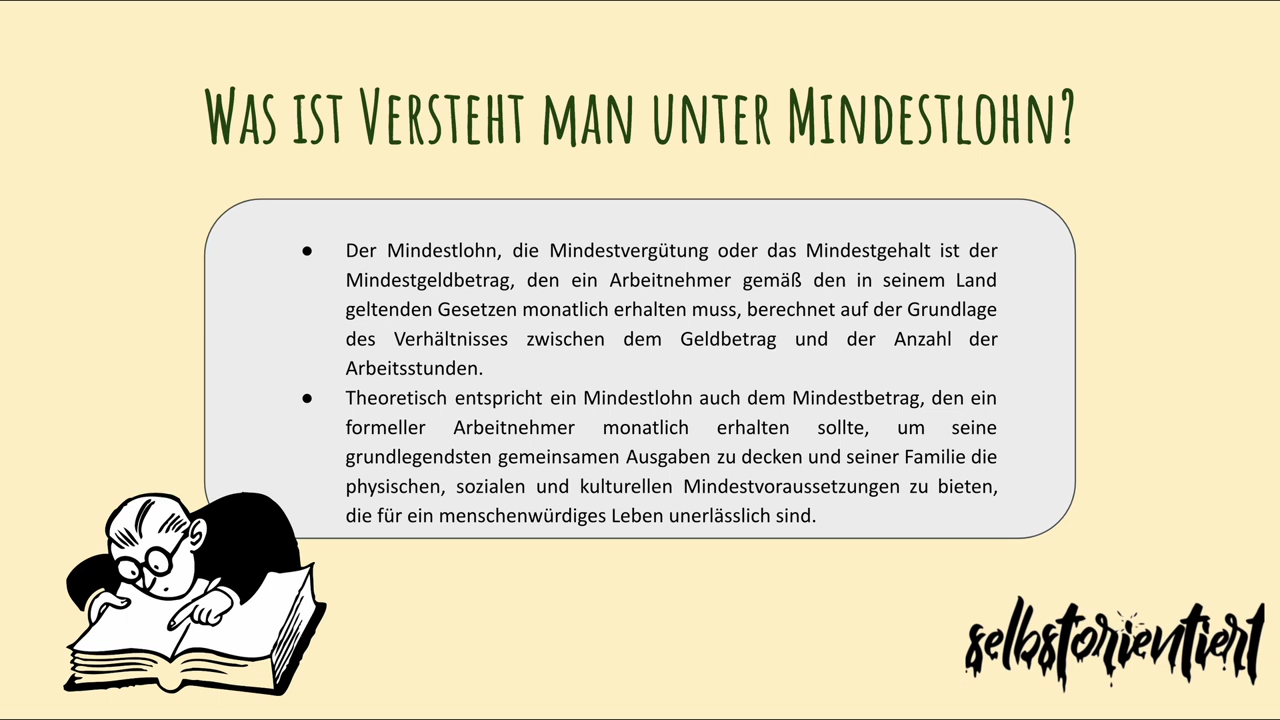 Was ist Versteht man unter Mindestlohn?
● Der Mindestlohn, die Mindestvergütung oder das Mindestgehalt ist der
Mindestgeldbetrag, den ein Arbeitnehmer gemäß den in seinem Land
geltenden Gesetzen monatlich erhalten muss, berechnet auf der Grundlage
des Verhältnisses zwischen dem Geldbetrag und der Anzahl der
Arbeitsstunden.
● Theoretisch entspricht ein Mindestlohn auch dem Mindestbetrag, den ein
formeller Arbeitnehmer monatlich erhalten sollte, um seine
grundlegendsten gemeinsamen Ausgaben zu decken und seiner Familie die
physischen, sozialen und kulturellen Mindestvoraussetzungen zu bieten,
die für ein menschenwürdiges Leben unerlässlich sind.
selbstorientiert